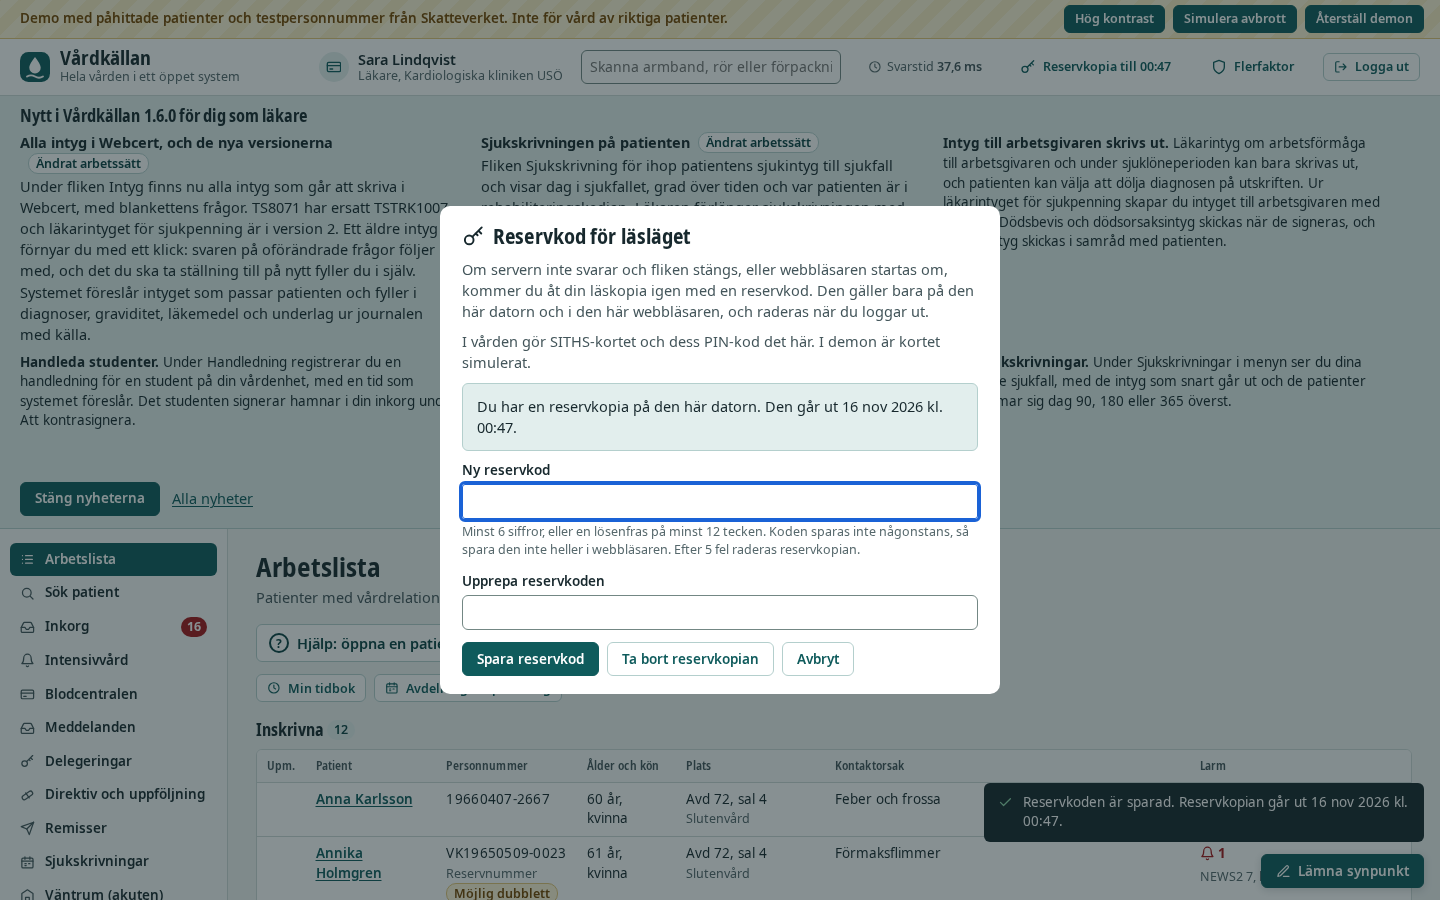 Demo med påhittade patienter och testpersonnummer från Skatteverket. Inte för vård av riktiga patienter.
Hög kontrast
Simulera avbrott
Återställ demon
Vårdkällan
Hela vården i ett öppet system
Sara Lindqvist
Läkare, Kardiologiska kliniken USÖ
Skanna armband, rör eller förpackni
Svarstid 37,6 ms
Reservkopia till 00:47
Flerfaktor
Logga ut
Nytt i Vårdkällan 1.6.0 för dig som läkare
Alla intyg i Webcert, och de nya versionerna
Ändrat arbetssätt
Under fliken Intyg finns nu alla intyg som går att skriva i
Webcert, med blankettens frågor. TS8071 har ersatt TSTRK1007
och läkarintyget för sjukpenning är i version 2. Ett äldre intyg
förnyar du med ett klick: svaren på oförändrade frågor följer
med, och det du ska ta ställning till på nytt fyller du i själv.
Systemet föreslår intyget som passar patienten och fyller i
diagnoser, graviditet, läkemedel och underlag ur journalen
med källa.
Sjukskrivningen på patienten
Ändrat arbetssätt
Fliken Sjukskrivning för ihop patientens sjukintyg till sjukfall
och visar dag i sjukfallet, grad över tiden och var patienten är i
Intyg till arbetsgivaren skrivs ut. Läkarintyg om arbetsförmåga
till arbetsgivaren och under sjuklöneperioden kan bara skrivas ut,
och patienten kan välja att dölja diagnosen på utskriften. Ur
läkarintyget för sjukpenning skapar du intyget till arbetsgivaren med
Dödsbevis och dödsorsaksintyg skickas när de signeras, och
skickas i samråd med patienten.
Handleda studenter. Under Handledning registrerar du en
handledning för en student på din vårdenhet, med en tid som
systemet föreslår. Det studenten signerar hamnar i din inkorg und
Att kontrasignera.
Under Sjukskrivningar i menyn ser du dina
sjukfall, med de intyg som snart går ut och de patienter
sig dag 90, 180 eller 365 överst.
Stäng nyheterna
Alla nyheter
Reservkod för läsläget
Om servern inte svarar och fliken stängs, eller webbläsaren startas om,
kommer du åt din läskopia igen med en reservkod. Den gäller bara på den
här datorn och i den här webbläsaren, och raderas när du loggar ut.
I vården gör SITHS-kortet och dess PIN-kod det här. I demon är kortet
simulerat.
Du har en reservkopia på den här datorn. Den går ut 16 nov 2026 kl.
00:47.
Ny reservkod
Minst 6 siffror, eller en lösenfras på minst 12 tecken. Koden sparas inte någonstans, så
spara den inte heller i webbläsaren. Efter 5 fel raderas reservkopian.
Upprepa reservkoden
Spara reservkod
Ta bort reservkopian
Avbryt
Arbetslista
Sök patient
Inkorg
16
Intensivvård
Blodcentralen
Meddelanden
Delegeringar
Direktiv och uppföljning
Remisser
Sjukskrivningar
Väntrum (akuten)
Arbetslista
Patienter med vårdrelation
Hjälp: öppna en
Min tidbok
Inskrivna 12
Upm.
Patient
Personnummer
Ålder och kön
Plats
Kontaktorsak
Larm
Anna Karlsson
19660407-2667
60 år,
kvinna
Avd 72, sal 4
Slutenvård
Feber och frossa
Annika
Holmgren
VK19650509-0023
Reservnummer
Möjlig dubblett
61 år,
kvinna
Avd 72, sal 4
Slutenvård
Förmaksflimmer
1
NEWS2 7,
Reservkoden är sparad. Reservkopian går ut 16 nov 2026 kl.
00:47.
Lämna synpunkt